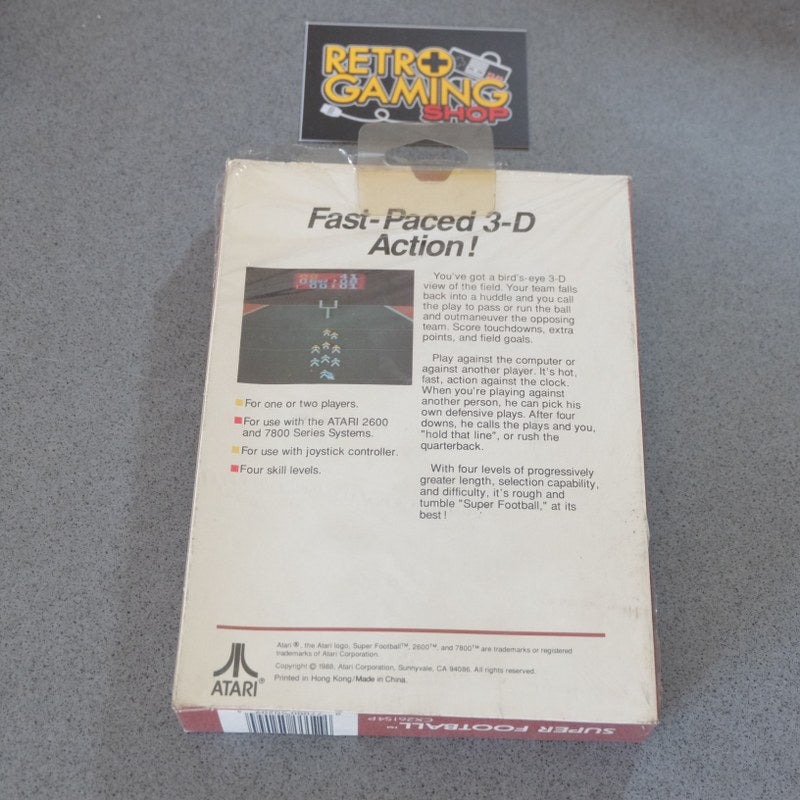 RETRO
GAMING
SHOP
Fast-Paced 3-D
Action!
You've got a bird's-eye 3-D
view of the field. Your team falls
back into a huddle and you call
the play to pass or run the ball
and outmaneuver the opposing
team. Score touchdowns, extra
points, and field goals.
Play against the computer or
against another player. It's hot,
fast, action against the clock.
When you're playing against
another person, he can pick his
own defensive plays. After four
downs, he calls the plays and you,
"hold that line", or rush the
quarterback.
With four levels of progressively
greater length, selection capability,
and difficulty, it's rough and
tumble "Super Football," at its
best!
For one or two players.
For use with the ATARI 2600
and 7800 Series Systems.
For use with joystick controller.
Four skill levels.
Atari®, the Atari logo, Super Football™, 2600™, and 7800™ are trademarks or registered
trademarks of Atari Corporation.
Copyright © 1988, Atari Corporation, Sunnyvale, CA 94086. All rights reserved.
Printed in Hong Kong/Made in China.
ATARI®
SUPER FOOTBALL™
CX26154P